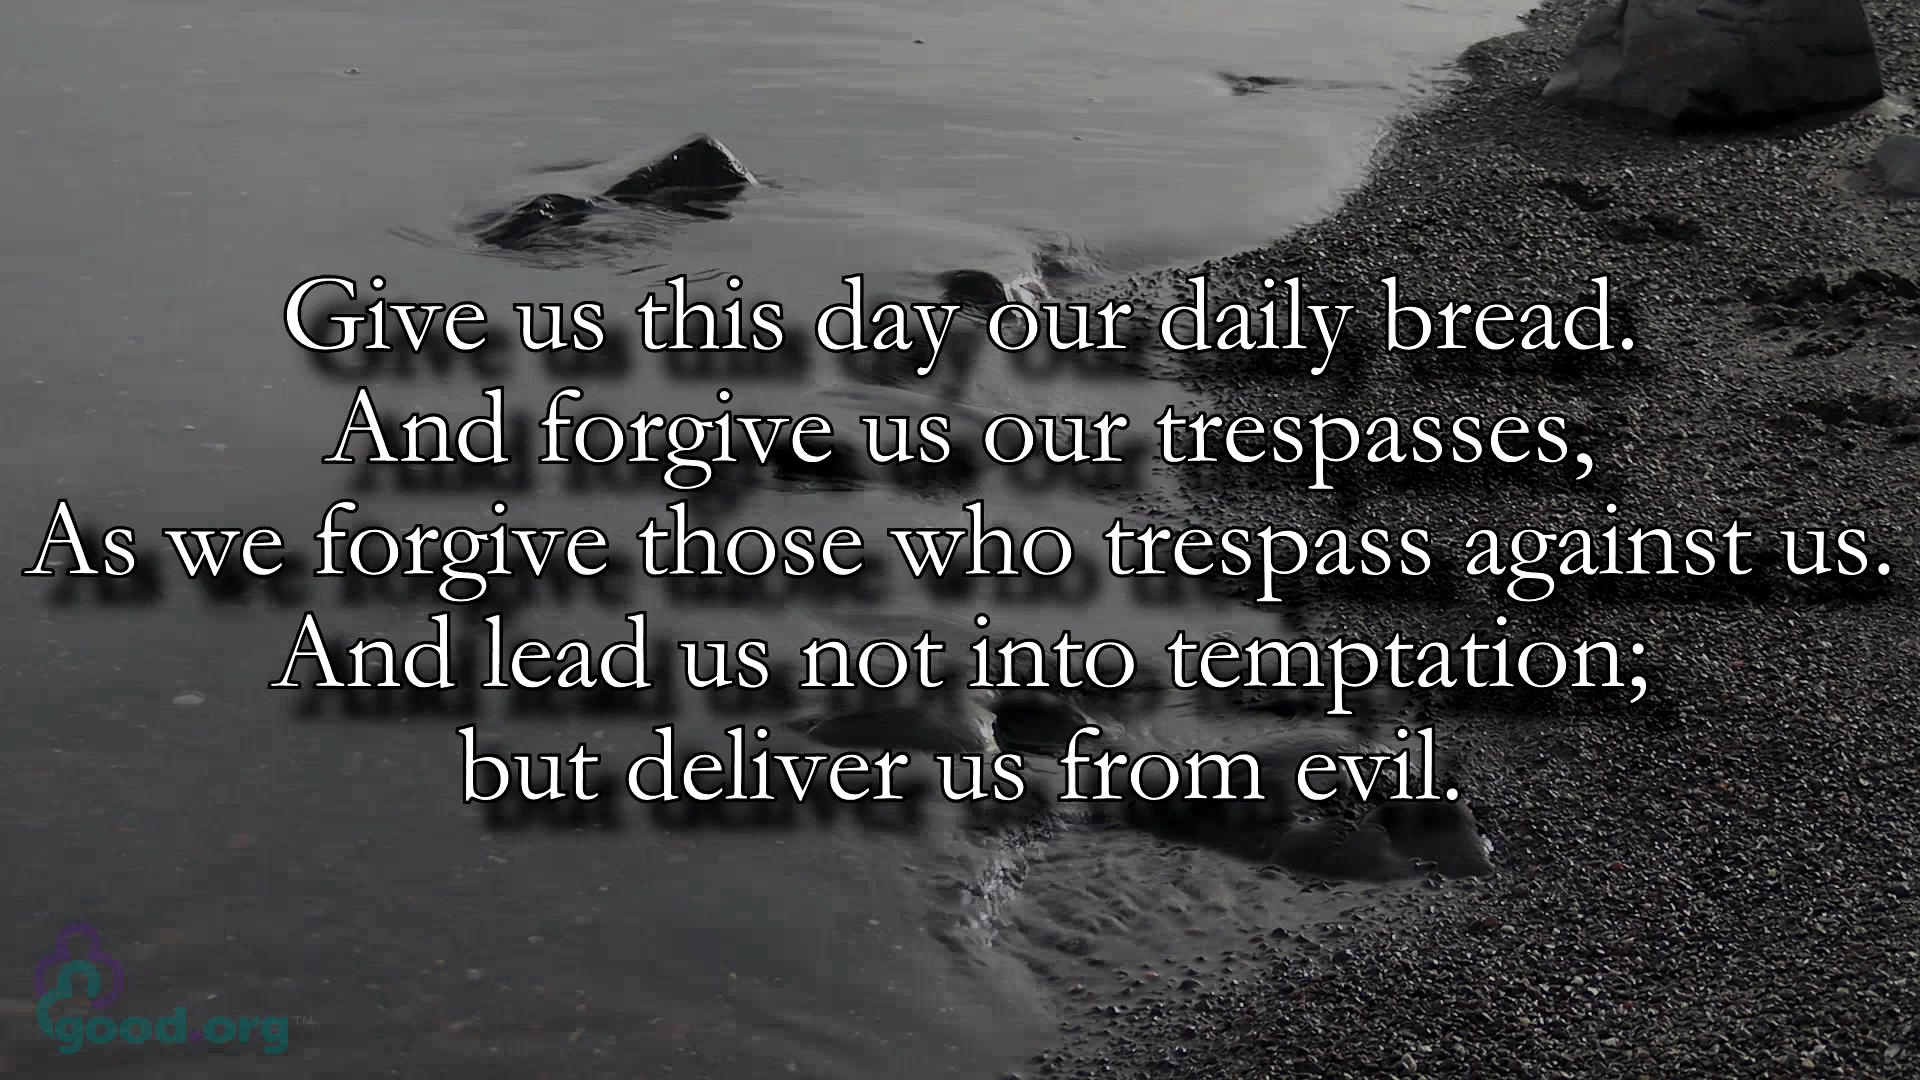 Give us this day our daily bread.
And forgive us our trespasses,
As we forgive those who trespass against us.
And lead us not into temptation;
but deliver us from evil.
good.org™